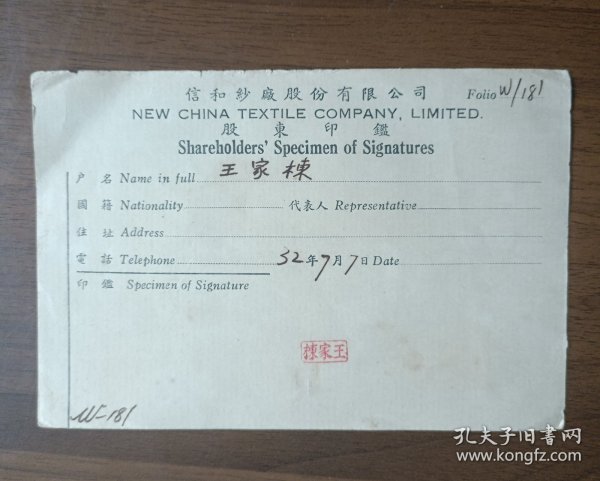 信和紗廠股份有限公司 Folio W/181
NEW CHINA TEXTILE COMPANY, LIMITED.
股東印鑑
Shareholders' Specimen of Signatures
戶名 Name in full 王家棟
國籍 Nationality 代表人 Representative
住址 Address
電話 Telephone 32年7月7日 Date
印鑑 Specimen of Signature
王家棟
W-181
孔夫子旧书网
www.kongfz.com